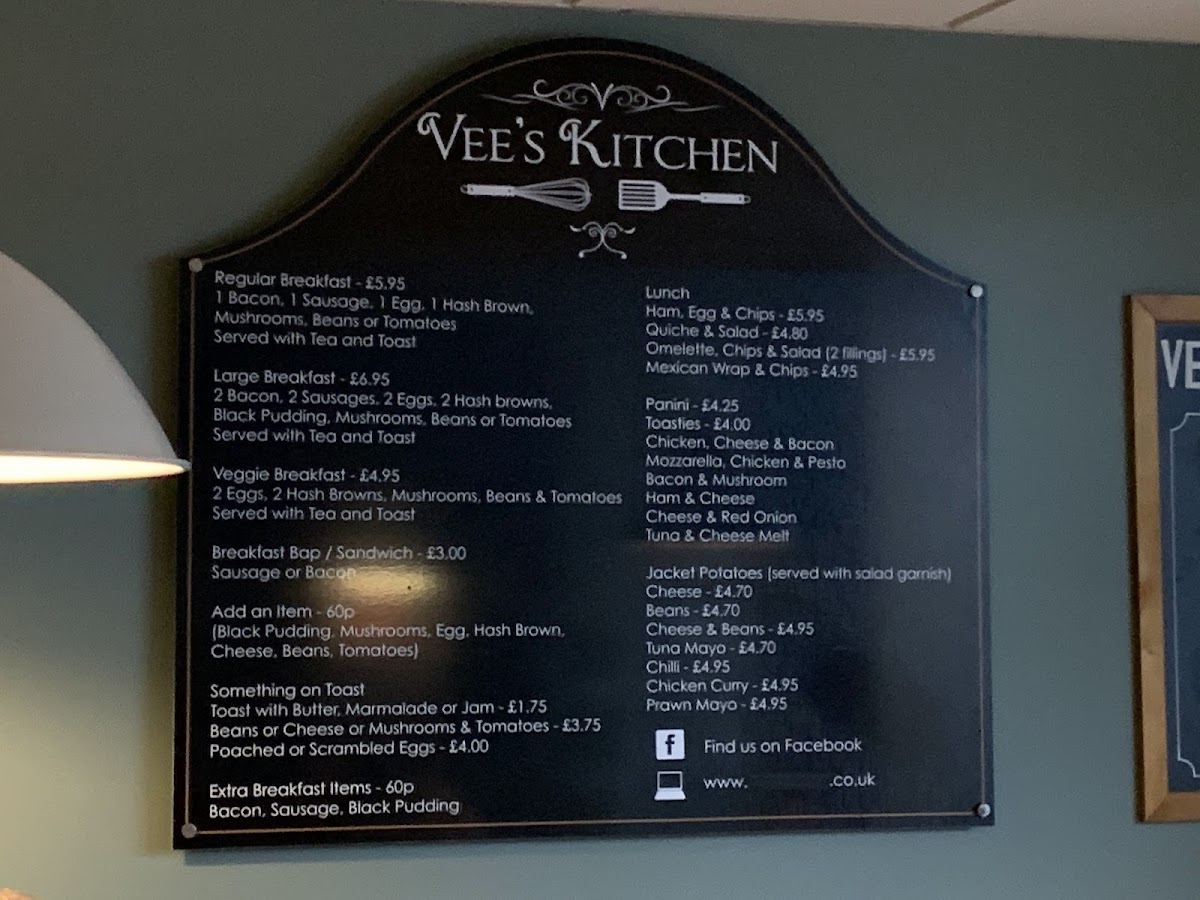 VEE'S KITCHEN
Regular Breakfast - £5.95
1 Bacon, 1 Sausage, 1 Egg, 1 Hash Brown,
Mushrooms, Beans or Tomatoes
Served with Tea and Toast
Large Breakfast - £6.95
2 Bacon, 2 Sausages, 2 Eggs, 2 Hash browns,
Black Pudding, Mushrooms, Beans or Tomatoes
Served with Tea and Toast
Veggie Breakfast - £4.95
2 Eggs, 2 Hash Browns, Mushrooms, Beans & Tomatoes
Served with Tea and Toast
Breakfast Bap / Sandwich - £3.00
Sausage or Bacon
Add an Item - 60p
(Black Pudding, Mushrooms, Egg, Hash Brown,
Cheese, Beans, Tomatoes)
Something on Toast
Toast with Butter, Marmalade or Jam - £1.75
Beans or Cheese or Mushrooms & Tomatoes - £3.75
Poached or Scrambled Eggs - £4.00
Extra Breakfast Items - 60p
Bacon, Sausage, Black Pudding
Lunch
Ham, Egg & Chips - £5.95
Quiche & Salad - £4.80
Omelette, Chips & Salad (2 fillings) - £5.95
Mexican Wrap & Chips - £4.95
Panini - £4.25
Toasties - £4.00
Chicken, Cheese & Bacon
Mozzarella, Chicken & Pesto
Bacon & Mushroom
Ham & Cheese
Cheese & Red Onion
Tuna & Cheese Melt
Jacket Potatoes (served with salad garnish)
Cheese - £4.70
Beans - £4.70
Cheese & Beans - £4.95
Tuna Mayo - £4.70
Chilli - £4.95
Chicken Curry - £4.95
Prawn Mayo - £4.95
f Find us on Facebook
www. .co.uk
VE